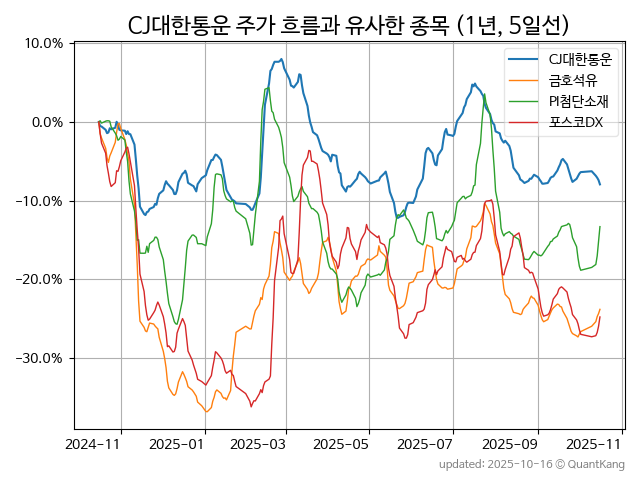 CJ대한통운 주가 흐름과 유사한 종목 (1년, 5일선)
10.0%
0.0%
−10.0%
−20.0%
−30.0%
CJ대한통운
금호석유
PI첨단소재
포스코DX
2024-11
2025-01
2025-03
2025-05
2025-07
2025-09
2025-11
updated: 2025-10-16 © QuantKang